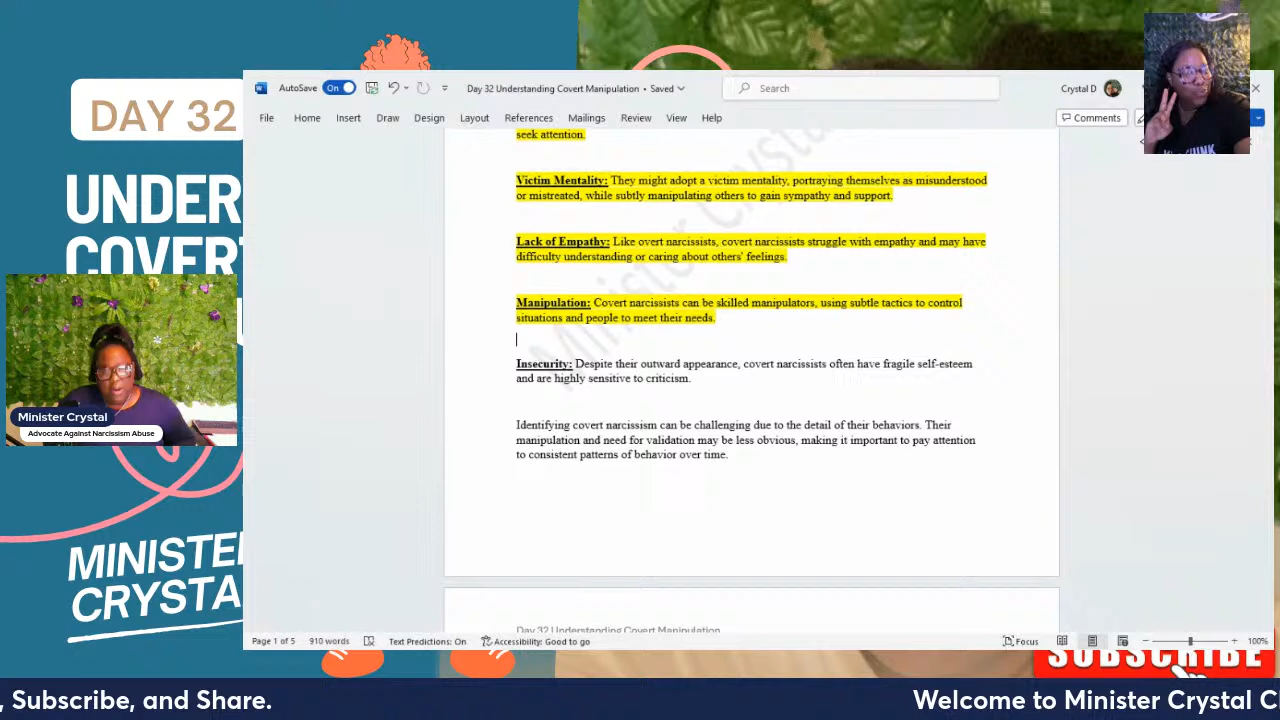 DAY 32
UNDER
COVERT
MINISTE
CRYSTA
Minister Crystal
Advocate Against Narcissism Abuse
AutoSave On Day 32 Understanding Covert Manipulation • Saved Search Crystal D
File Home Insert Draw Design Layout References Mailings Review View Help Comments
seek attention.
Victim Mentality: They might adopt a victim mentality, portraying themselves as misunderstood
or mistreated, while subtly manipulating others to gain sympathy and support.
Lack of Empathy: Like overt narcissists, covert narcissists struggle with empathy and may have
difficulty understanding or caring about others' feelings.
Manipulation: Covert narcissists can be skilled manipulators, using subtle tactics to control
situations and people to meet their needs.
Insecurity: Despite their outward appearance, covert narcissists often have fragile self-esteem
and are highly sensitive to criticism.
Identifying covert narcissism can be challenging due to the detail of their behaviors. Their
manipulation and need for validation may be less obvious, making it important to pay attention
to consistent patterns of behavior over time.
Minister Crysta
Day 32 Understanding Covert Manipulation
Page 1 of 5 910 words Text Predictions: On Accessibility: Good to go Focus 100%
SUBSCRIBE
, Subscribe, and Share. Welcome to Minister Crystal C